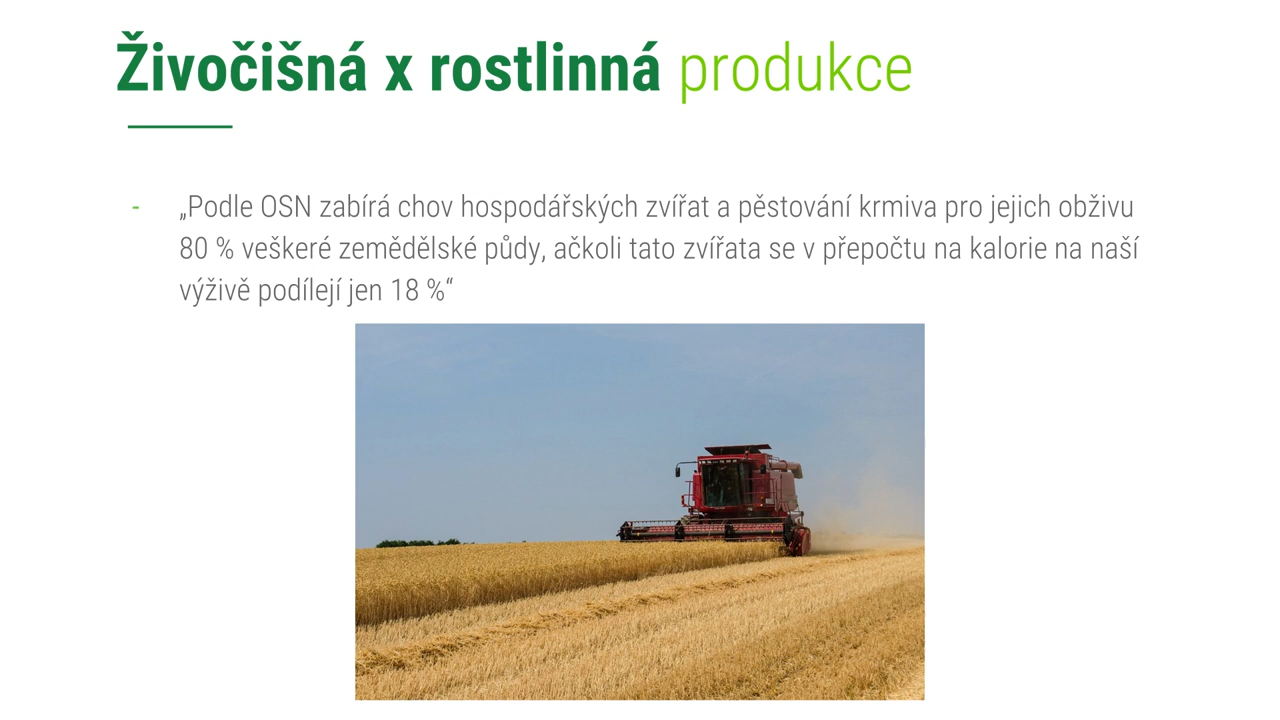 Živočišná x rostlinná produkce
- „Podle OSN zabírá chov hospodářských zvířat a pěstování krmiva pro jejich obživu
80 % veškeré zemědělské půdy, ačkoli tato zvířata se v přepočtu na kalorie na naší
výživě podílejí jen 18 %“